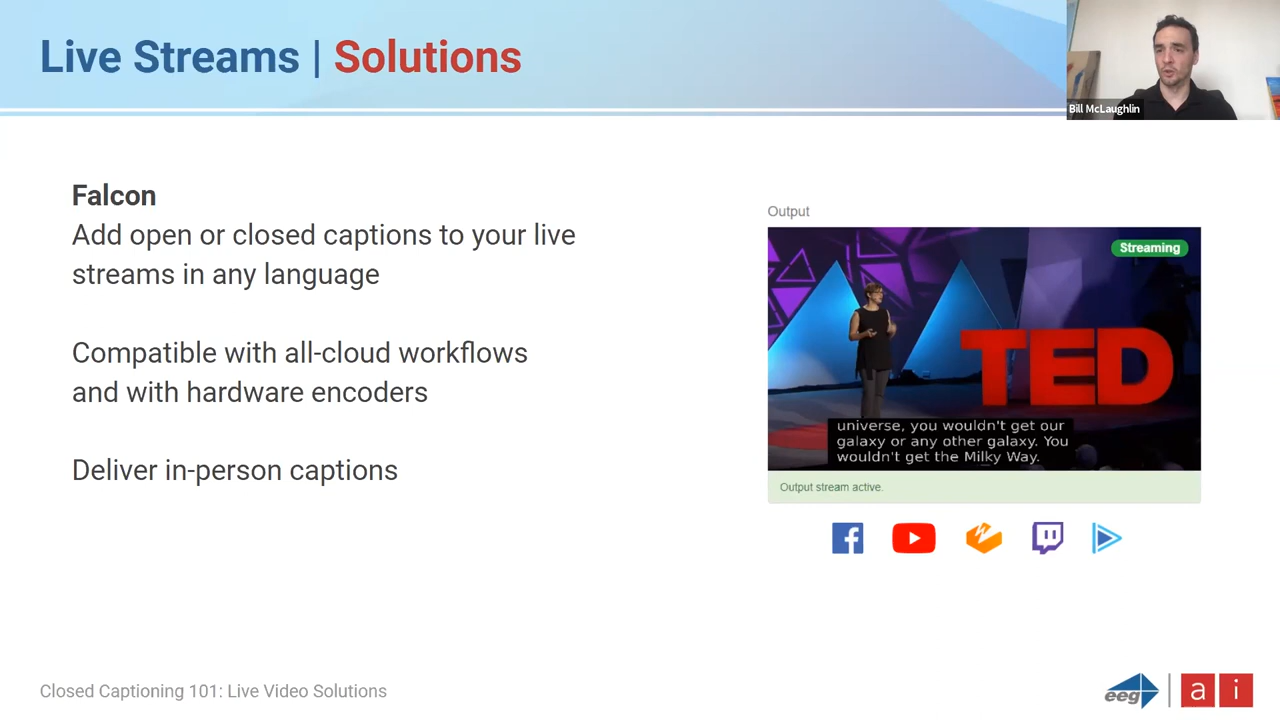 Live Streams | Solutions
Bill McLaughlin
Falcon
Add open or closed captions to your live
streams in any language
Compatible with all-cloud workflows
and with hardware encoders
Deliver in-person captions
Output
Streaming
TED
universe, you wouldn't get our
galaxy or any other galaxy. You
wouldn't get the Milky Way.
Output stream active.
Closed Captioning 101: Live Video Solutions
eeg | a i